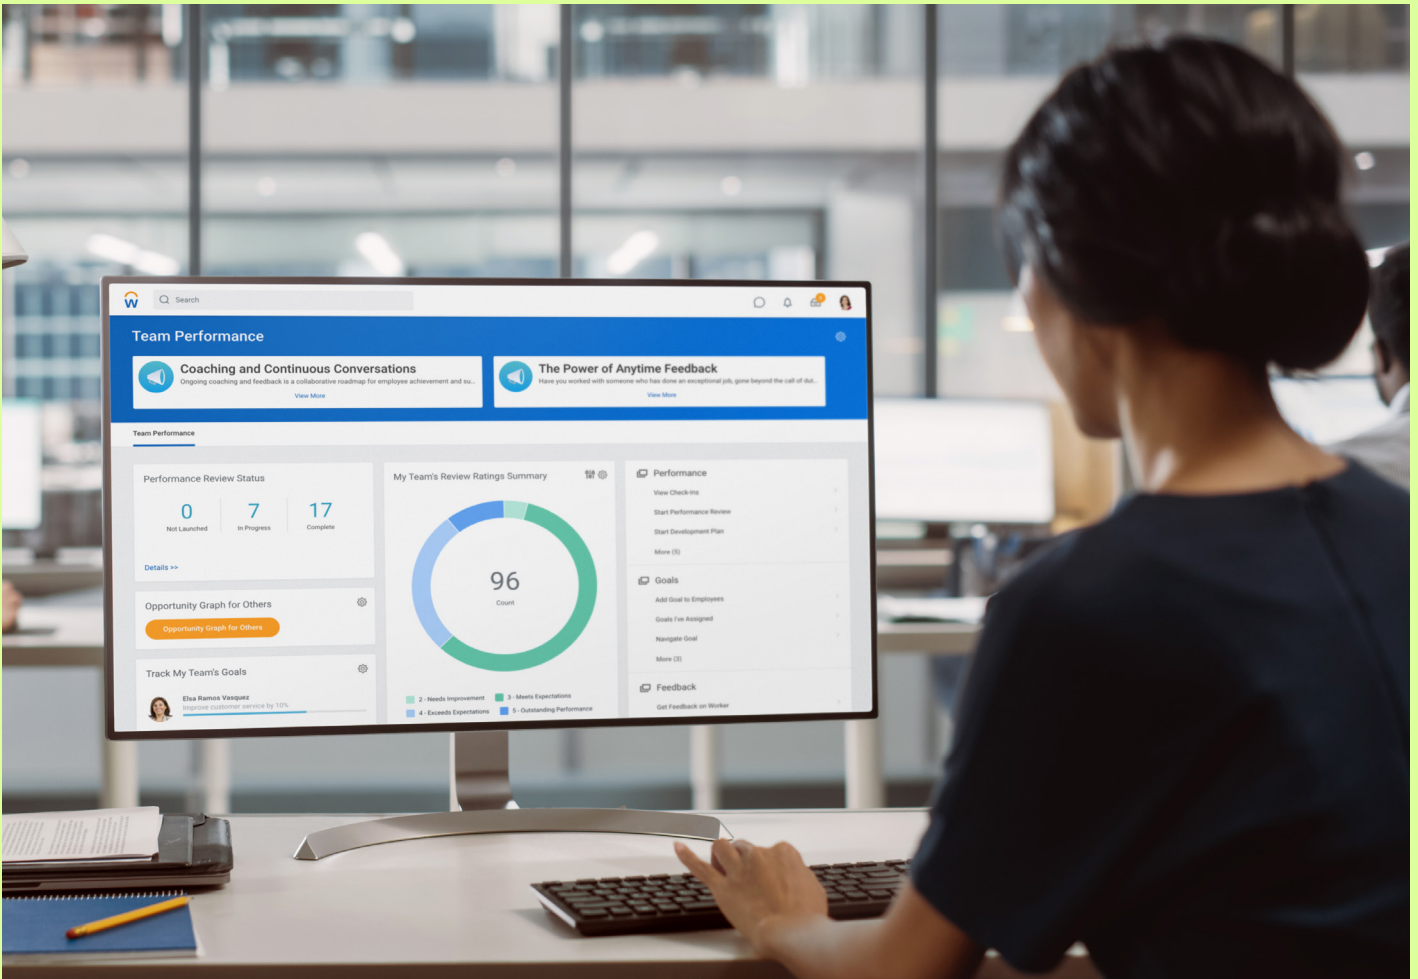 W
Search
Team Performance
Coaching and Continuous Conversations
Ongoing coaching and feedback is a collaborative roadmap for employee achievement and su...
View More
The Power of Anytime Feedback
Have you worked with someone who has done an exceptional job, gone beyond the call of dut...
View More
Team Performance
Performance Review Status
0
Not Launched
7
In Progress
17
Complete
Details >>
Opportunity Graph for Others
Opportunity Graph for Others
Track My Team's Goals
Elsa Ramos Vasquez
Improve customer service by 10%
My Team's Review Ratings Summary
96
Count
2 - Needs Improvement
3 - Meets Expectations
4 - Exceeds Expectations
5 - Outstanding Performance
Performance
View Check-Ins
Start Performance Review
Start Development Plan
More (5)
Goals
Add Goal to Employees
Goals I've Assigned
Navigate Goal
More (3)
Feedback
Get Feedback on Worker